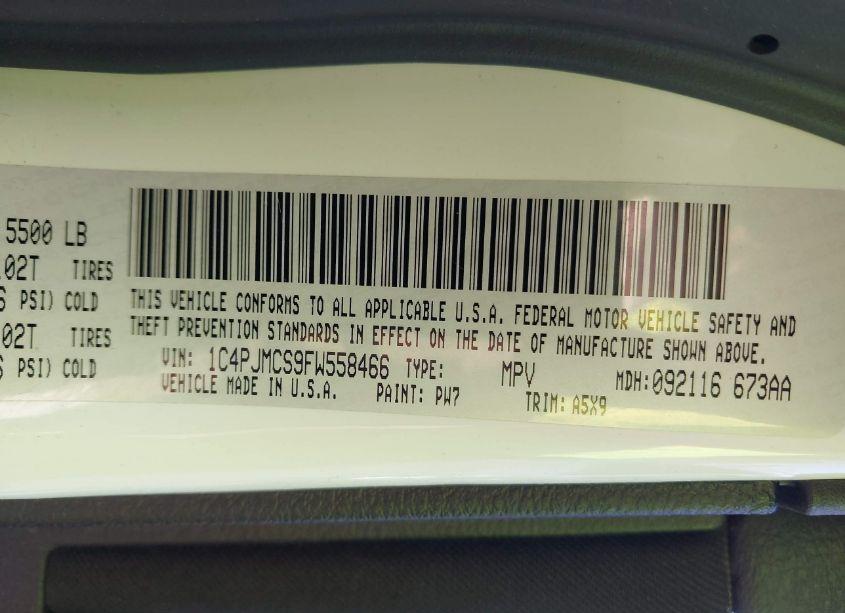 5500 LB
02T TIRES
PSI) COLD
02T TIRES
PSI) COLD
THIS VEHICLE CONFORMS TO ALL APPLICABLE U.S.A. FEDERAL MOTOR VEHICLE SAFETY AND
THEFT PREVENTION STANDARDS IN EFFECT ON THE DATE OF MANUFACTURE SHOWN ABOVE.
VIN: 1C4PJMCS9FW558466 TYPE: MPV MDH:092116 673AA
VEHICLE MADE IN U.S.A. PAINT: PW7 TRIM: A5X9